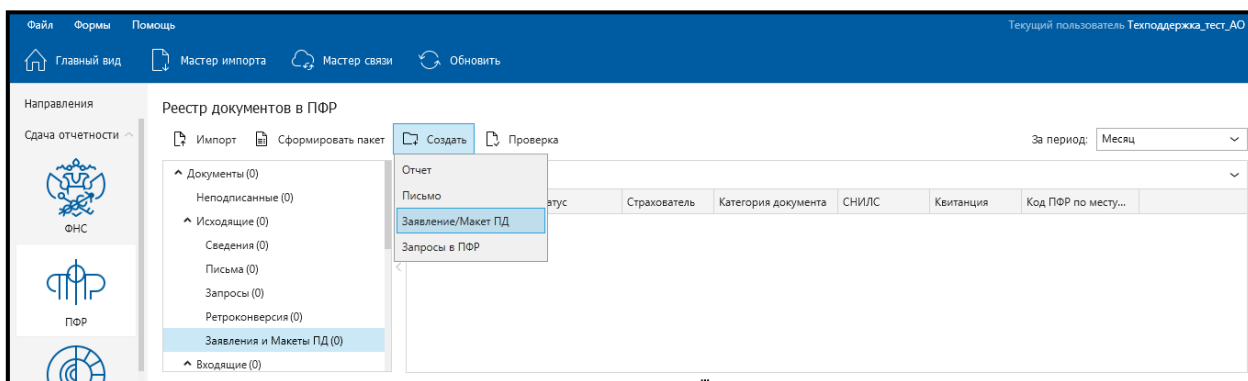 Файл Формы Помощь Текущий пользователь Техподдержка_тест_АО
Главный вид Мастер импорта Мастер связи Обновить
Направления
Реестр документов в ПФР
Сдача отчетности
Импорт Сформировать пакет Создать Проверка За период: Месяц
Документы (0)
Отчет
Неподписанные (0)
Письмо
атус Страхователь Категория документа СНИЛС Квитанция Код ПФР по месту...
Исходящие (0)
Заявление/Макет ПД
ФНС
Сведения (0)
Запросы в ПФР
Письма (0)
Запросы (0)
Ретроконверсия (0)
ПФР
Заявления и Макеты ПД (0)
Входящие (0)